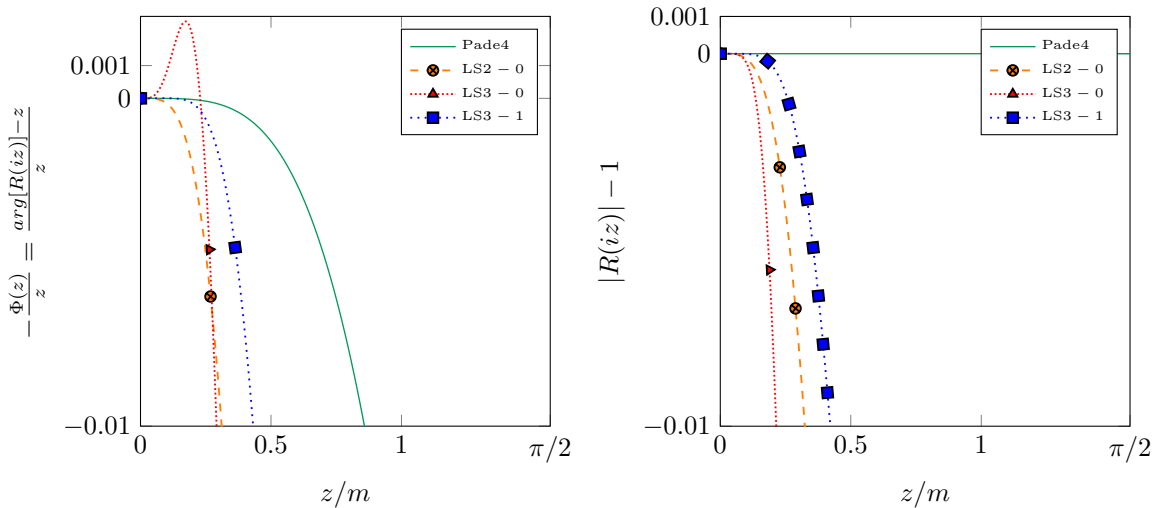 0.001
0
−0.01
0
0.5
1
π/2
z/m
−Φ(z)/z = arg[R(iz)]−z/z
Pade4
LS2 − 0
LS3 − 0
LS3 − 1
0.001
0
−0.01
0
0.5
1
π/2
z/m
|R(iz)| − 1
Pade4
LS2 − 0
LS3 − 0
LS3 − 1